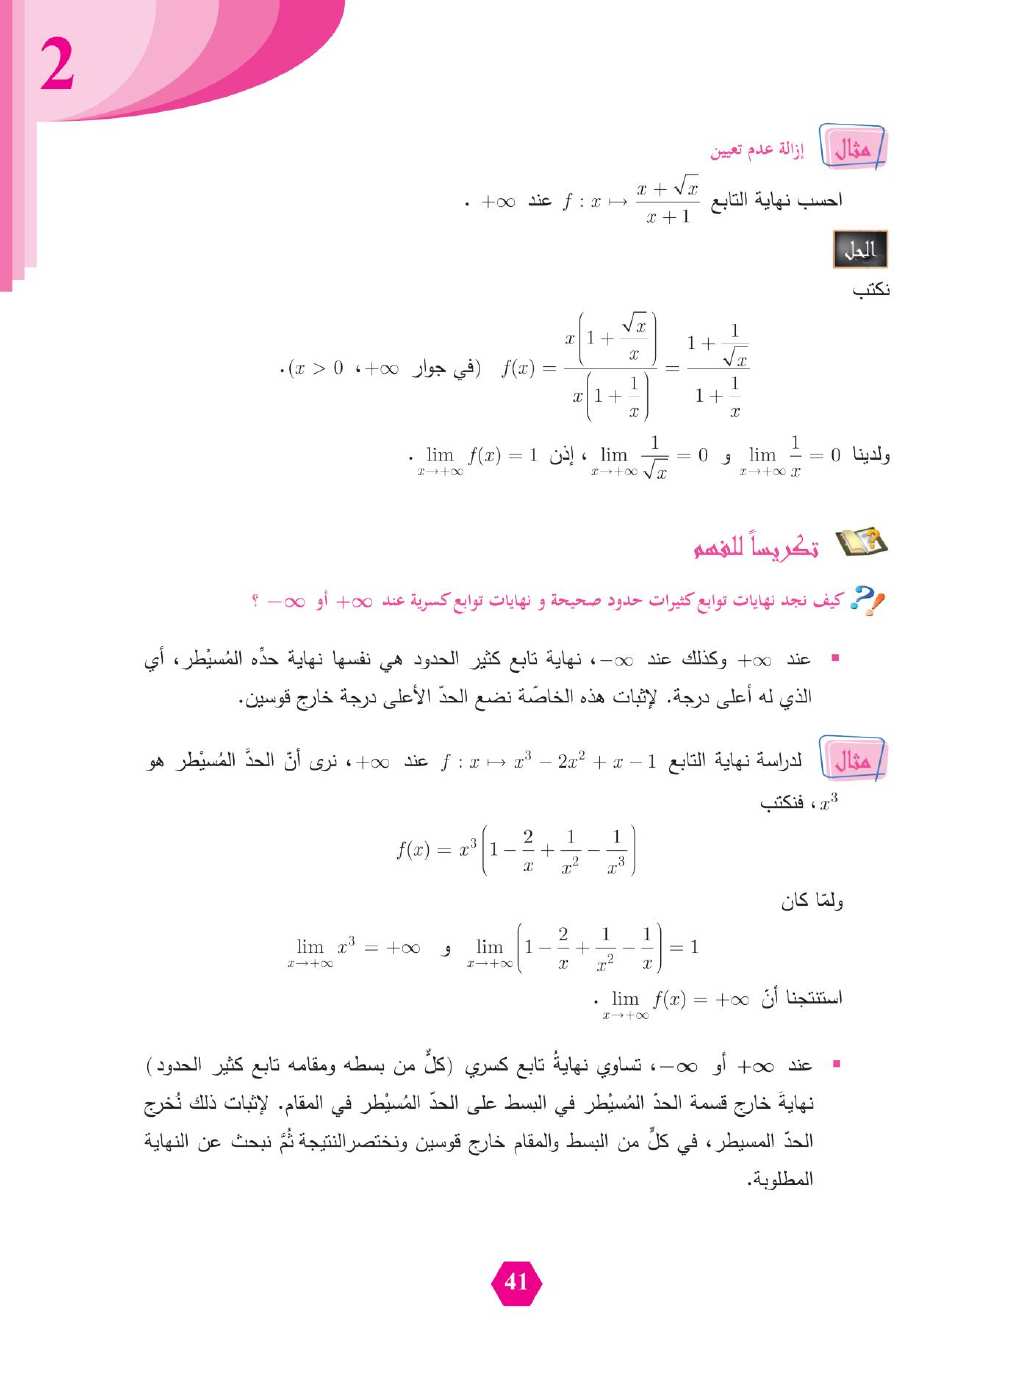 2
مثال إزالة عدم تعيين
احسب نهاية التابع f : x ↦ (x + √x)/(x + 1) عند +∞ .
الحل
نكتب
f(x) = x(1 + √x/x) / x(1 + 1/x) = (1 + 1/√x) / (1 + 1/x) (في جوار +∞، x > 0).
ولدينا lim_{x→+∞} 1/x = 0 و lim_{x→+∞} 1/√x = 0 ، إذن lim_{x→+∞} f(x) = 1 .
تكريساً للفهم
كيف نجد نهايات توابع كثيرات حدود صحيحة و نهايات توابع كسرية عند +∞ أو −∞ ؟
▪ عند +∞ وكذلك عند −∞، نهاية تابع كثير الحدود هي نفسها نهاية حدِّه المُسيْطر، أي
الذي له أعلى درجة. لإثبات هذه الخاصّة نضع الحدّ الأعلى درجة خارج قوسين.
مثال لدراسة نهاية التابع f : x ↦ x³ − 2x² + x − 1 عند +∞، نرى أنّ الحدَّ المُسيْطر هو
x³ ، فنكتب
f(x) = x³(1 − 2/x + 1/x² − 1/x³)
ولمّا كان
lim_{x→+∞} x³ = +∞ و lim_{x→+∞} (1 − 2/x + 1/x² − 1/x) = 1
استنتجنا أنّ lim_{x→+∞} f(x) = +∞ .
▪ عند +∞ أو −∞، تساوي نهايةُ تابع كسري (كلٌّ من بسطه ومقامه تابع كثير الحدود)
نهايةَ خارج قسمة الحدّ المُسيْطر في البسط على الحدّ المُسيْطر في المقام. لإثبات ذلك نُخرج
الحدّ المسيطر، في كلٍّ من البسط والمقام خارج قوسين ونختصرالنتيجة ثُمَّ نبحث عن النهاية
المطلوبة.
41